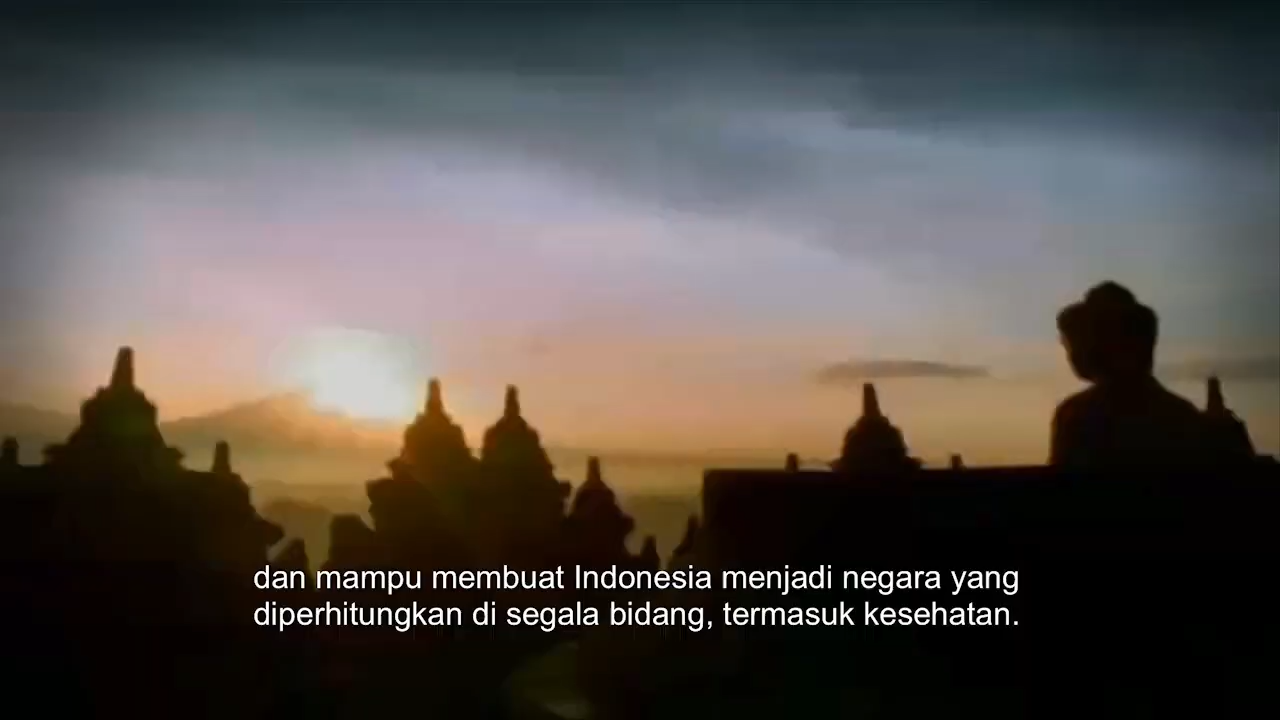 dan mampu membuat Indonesia menjadi negara yang
diperhitungkan di segala bidang, termasuk kesehatan.